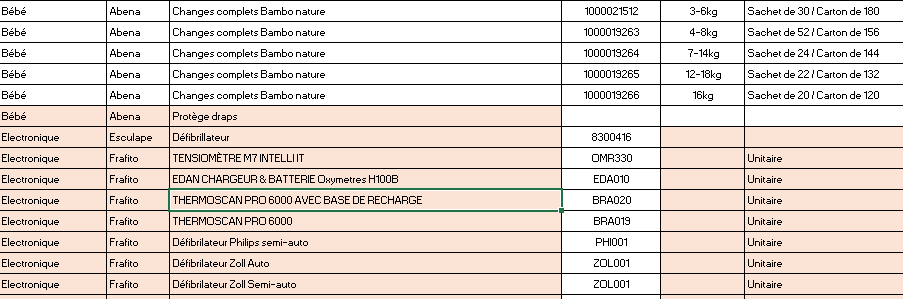 Bébé Abena Changes complets Bambo nature 1000021512 3-6kg Sachet de 30 / Carton de 180
Bébé Abena Changes complets Bambo nature 1000019263 4-8kg Sachet de 52 / Carton de 156
Bébé Abena Changes complets Bambo nature 1000019264 7-14kg Sachet de 24 / Carton de 144
Bébé Abena Changes complets Bambo nature 1000019265 12-18kg Sachet de 22 / Carton de 132
Bébé Abena Changes complets Bambo nature 1000019266 16kg Sachet de 20 / Carton de 120
Bébé Abena Protège draps
Electronique Esculape Défibrillateur 8300416
Electronique Frafito TENSIOMÈTRE M7 INTELLI IT OMR330 Unitaire
Electronique Frafito EDAN CHARGEUR & BATTERIE Oxymetres H100B EDA010 Unitaire
Electronique Frafito THERMOSCAN PRO 6000 AVEC BASE DE RECHARGE BRA020 Unitaire
Electronique Frafito THERMOSCAN PRO 6000 BRA019 Unitaire
Electronique Frafito Défibrilateur Philips semi-auto PHI001 Unitaire
Electronique Frafito Défibrilateur Zoll Auto ZOL001 Unitaire
Electronique Frafito Défibrilateur Zoll Semi-auto ZOL001 Unitaire